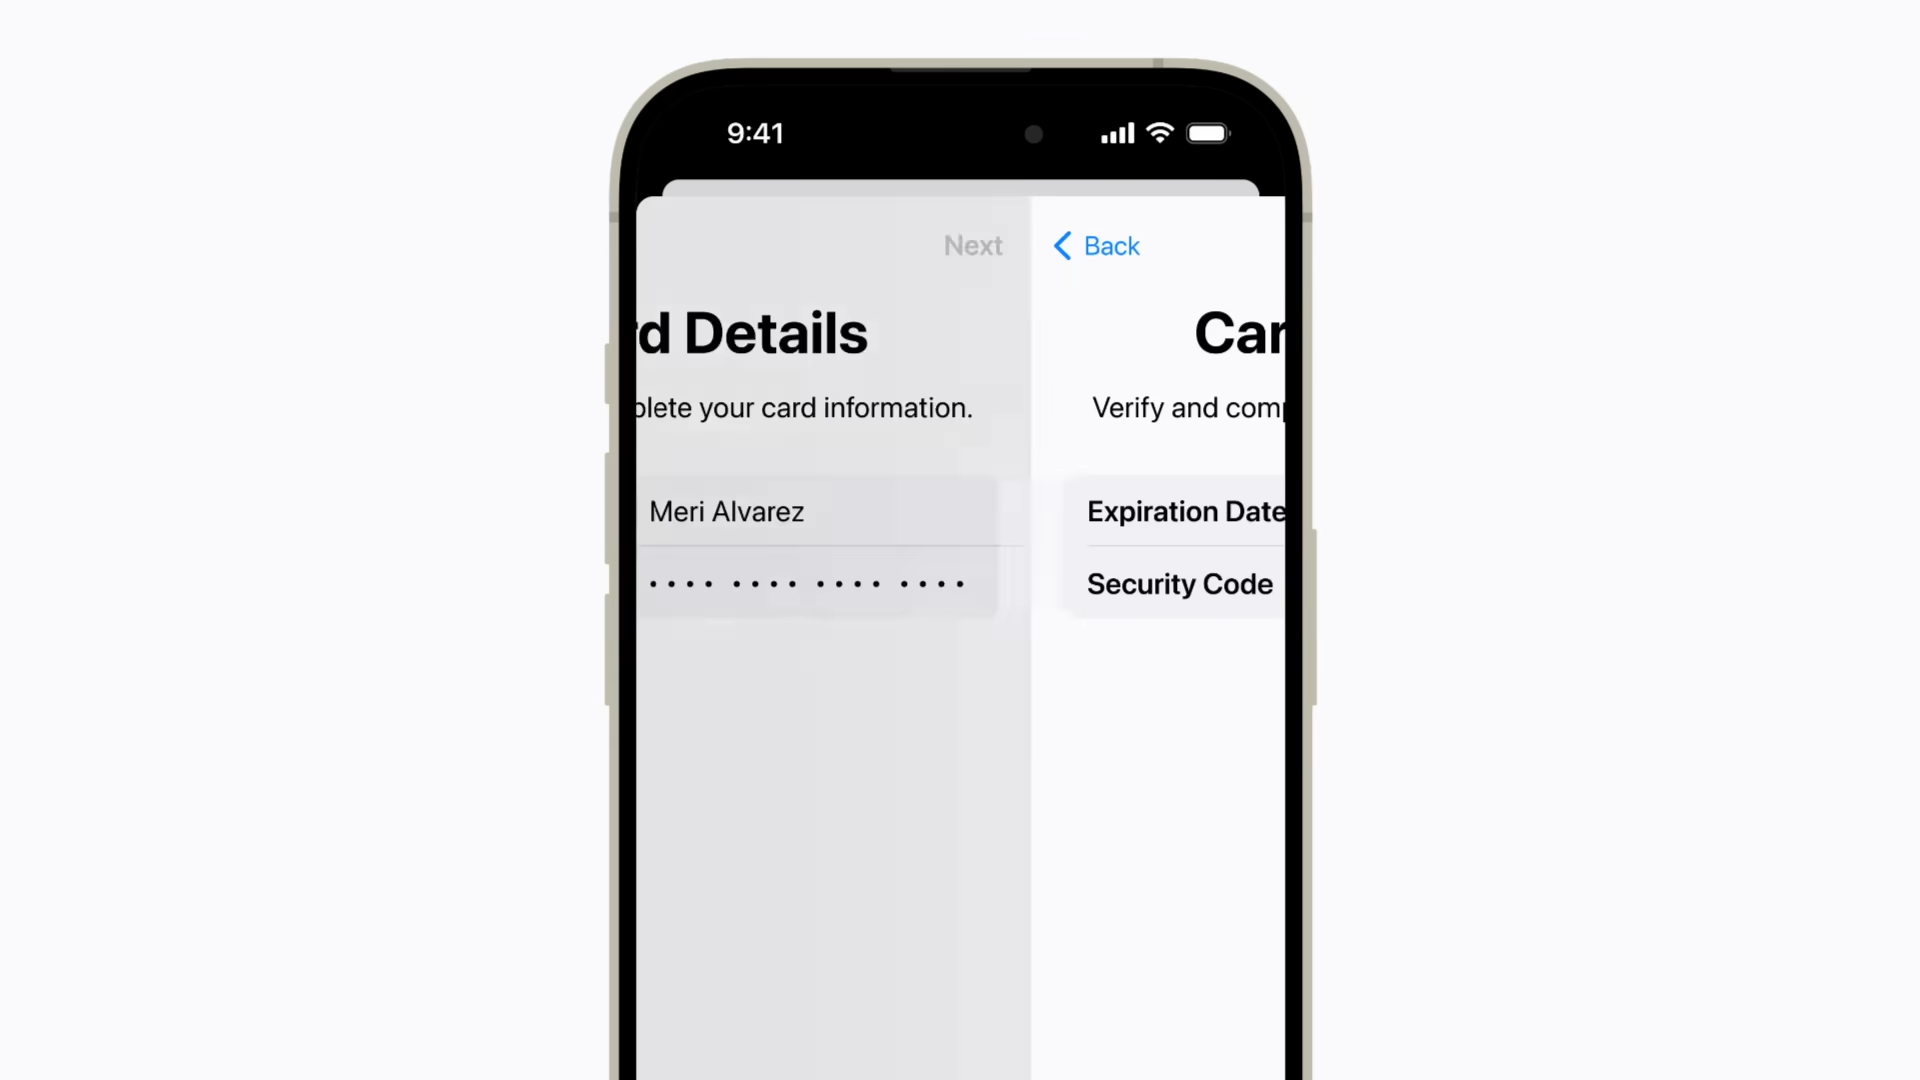 9:41
Next
Back
d Details
Car
plete your card information.
Verify and comp
Meri Alvarez
Expiration Date
•••• •••• •••• ••••
Security Code